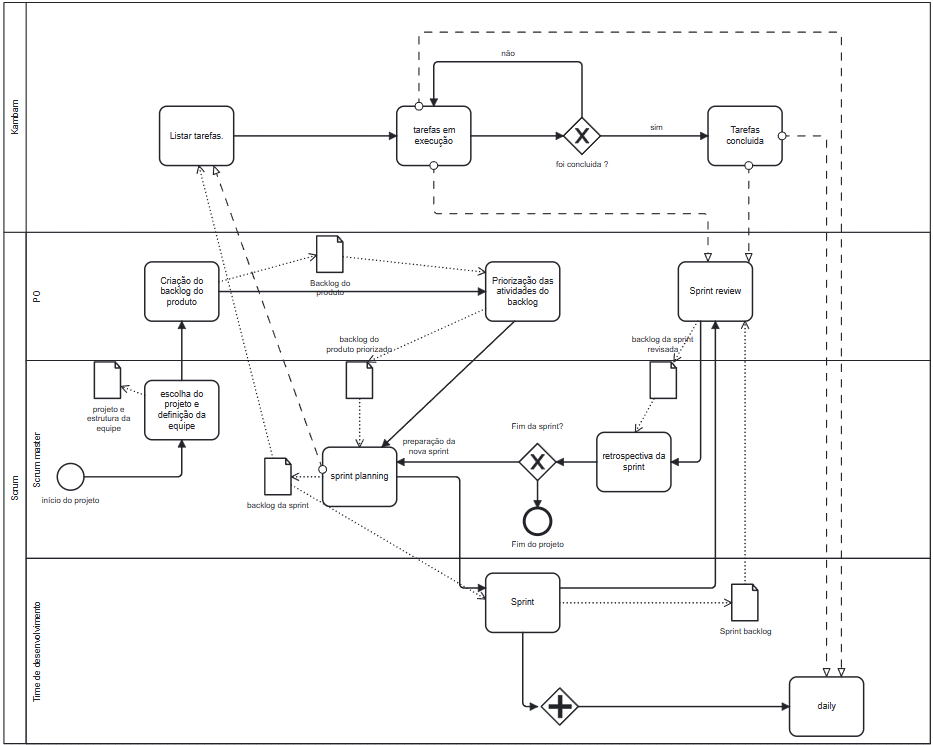 Kambam
Listar tarefas.
tarefas em
execução
não
foi concluida ?
sim
Tarefas
concluida
Scrum
PO
Criação do
backlog do
produto
Backlog do
produto
Priorização das
atividades do
backlog
Sprint review
backlog do
produto priorizado
backlog da sprint
revisada
Scrum master
projeto e
estrutura da
equipe
escolha do
projeto e
definição da
equipe
início do projeto
backlog da sprint
sprint planning
preparação da
nova sprint
Fim da sprint?
retrospectiva da
sprint
Fim do projeto
Time de desenvolvimento
Sprint
Sprint backlog
daily